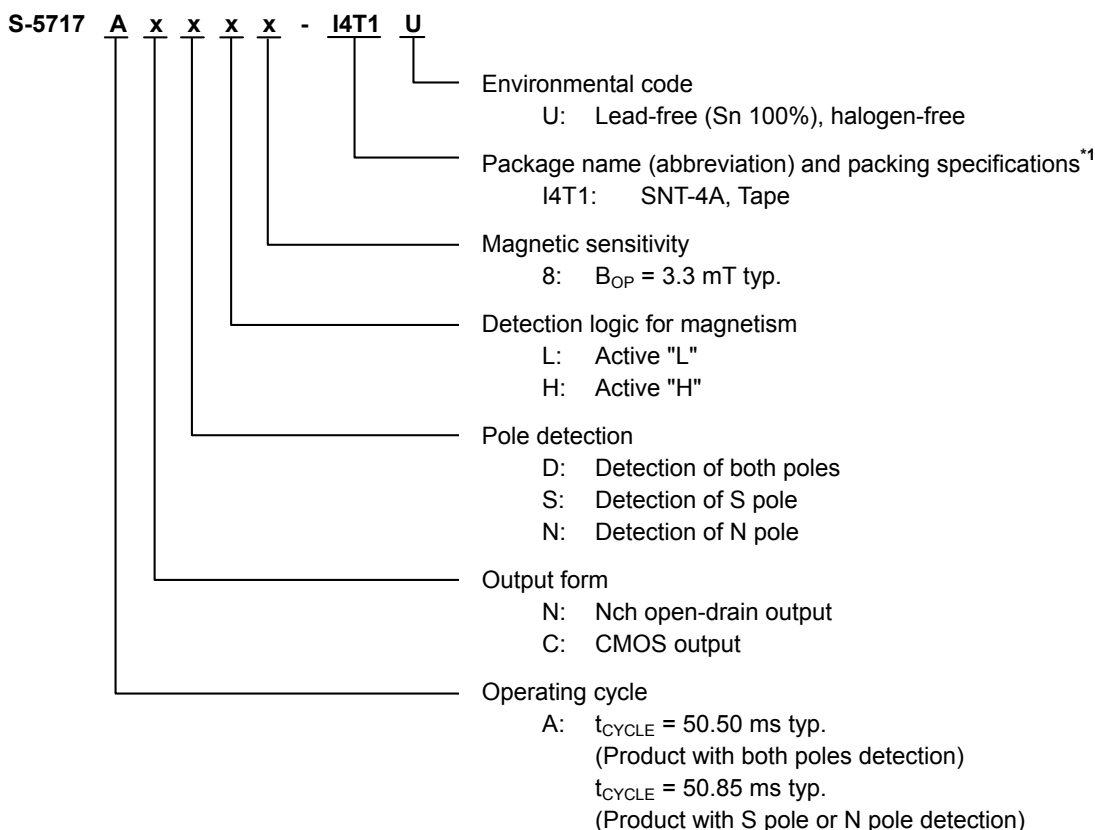 S-5717 A x x x x - I4T1 U
Environmental code
U: Lead-free (Sn 100%), halogen-free
Package name (abbreviation) and packing specifications*1
I4T1: SNT-4A, Tape
Magnetic sensitivity
8: BOP = 3.3 mT typ.
Detection logic for magnetism
L: Active "L"
H: Active "H"
Pole detection
D: Detection of both poles
S: Detection of S pole
N: Detection of N pole
Output form
N: Nch open-drain output
C: CMOS output
Operating cycle
A: tCYCLE = 50.50 ms typ.
(Product with both poles detection)
tCYCLE = 50.85 ms typ.
(Product with S pole or N pole detection)